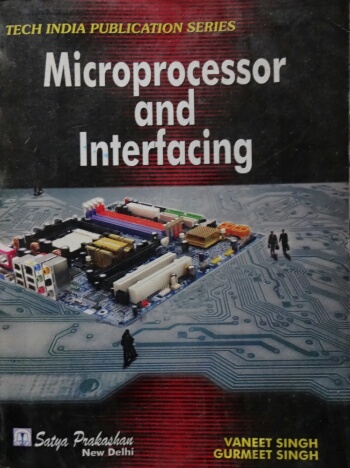 TECH INDIA PUBLICATION SERIES
Microprocessor
and
Interfacing
Satya Prakashan
New Delhi
VANEET SINGH
GURMEET SINGH